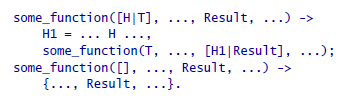 some_function([H|T], ..., Result, ...) ->
    H1 = ... H ...,
    some_function(T, ..., [H1|Result], ...);
some_function([], ..., Result, ...) ->
    {..., Result, ...}.